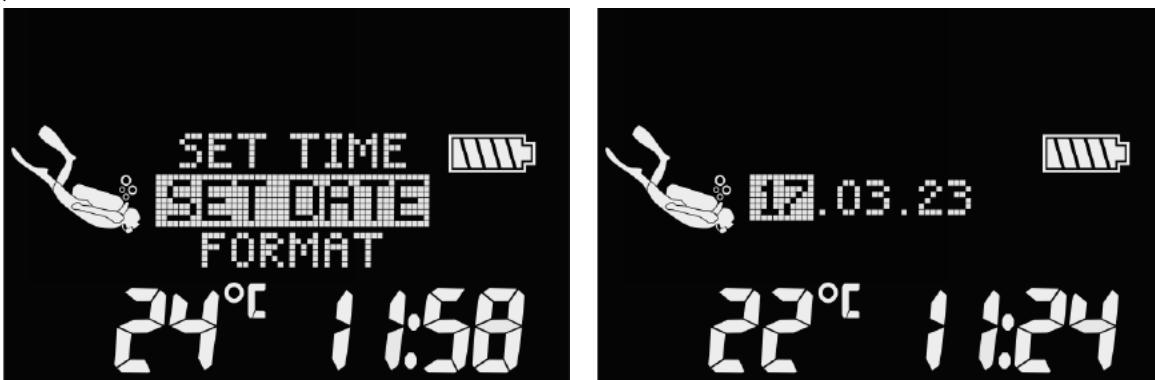 SET TIME
SET DATE
FORMAT
24°C 11:58
17.03.23
22°C 11:24